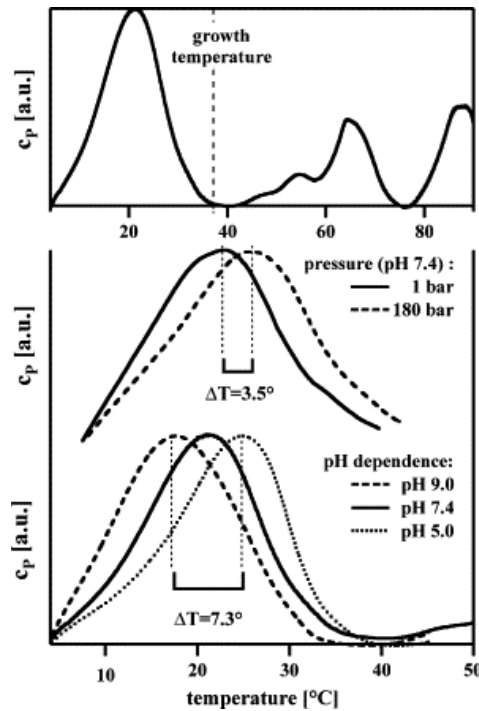 growth
temperature
cP [a.u.]
20 40 60 80
pressure (pH 7.4) :
1 bar
180 bar
cP [a.u.]
ΔT=3.5°
pH dependence:
pH 9.0
pH 7.4
pH 5.0
cP [a.u.]
ΔT=7.3°
10 20 30 40 50
temperature [°C]